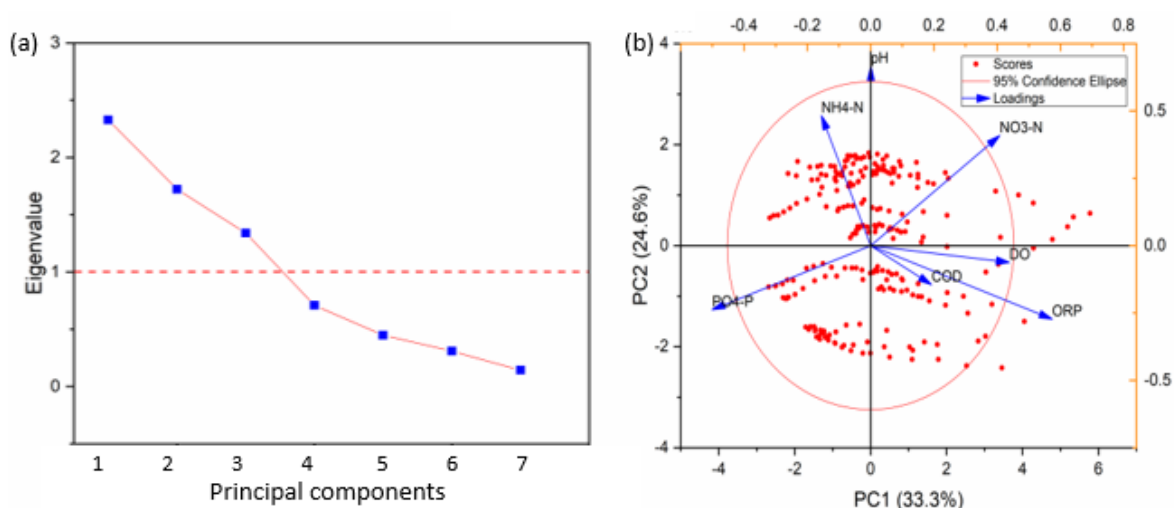 (a)
3
2
1
0
Eigenvalue
1 2 3 4 5 6 7
Principal components
(b)
-0.4 -0.2 0.0 0.2 0.4 0.6 0.8
4
2
0
-2
-4
PC2 (24.6%)
pH
NH4-N
NO3-N
DO
COD
ORP
PO4-P
Scores
95% Confidence Ellipse
Loadings
0.5
0.0
-0.5
-4 -2 0 2 4 6
PC1 (33.3%)